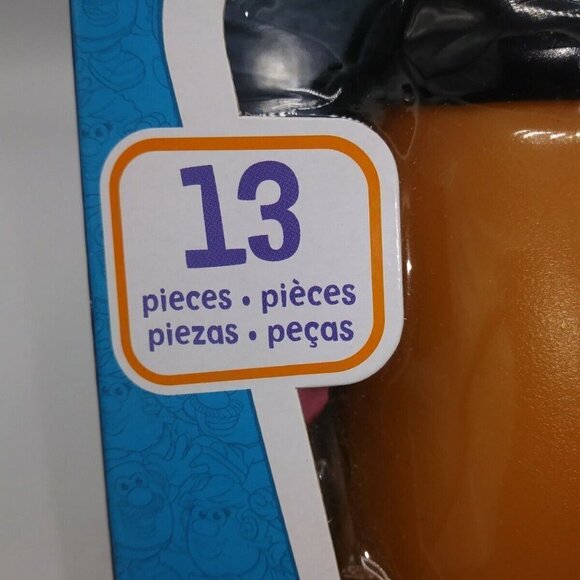 13
pieces • pièces
piezas • peças